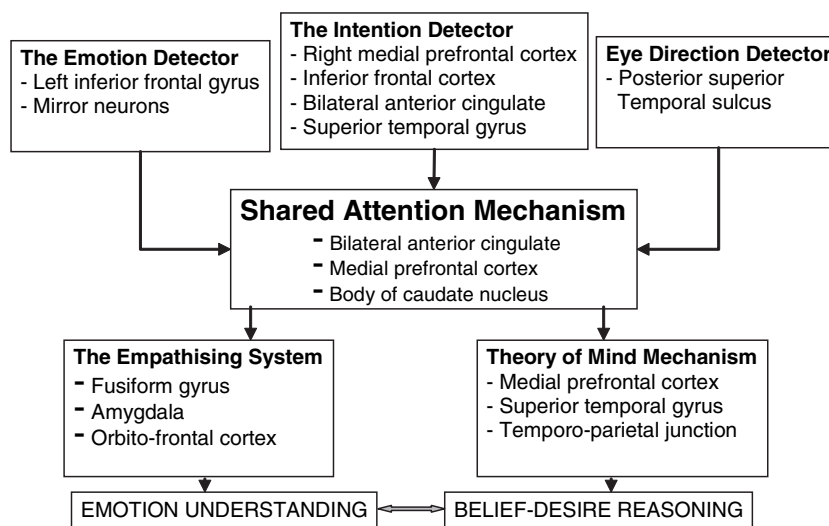 The Emotion Detector
- Left inferior frontal gyrus
- Mirror neurons
The Intention Detector
- Right medial prefrontal cortex
- Inferior frontal cortex
- Bilateral anterior cingulate
- Superior temporal gyrus
Eye Direction Detector
- Posterior superior
Temporal sulcus
Shared Attention Mechanism
- Bilateral anterior cingulate
- Medial prefrontal cortex
- Body of caudate nucleus
The Empathising System
- Fusiform gyrus
- Amygdala
- Orbito-frontal cortex
Theory of Mind Mechanism
- Medial prefrontal cortex
- Superior temporal gyrus
- Temporo-parietal junction
EMOTION UNDERSTANDING
BELIEF-DESIRE REASONING